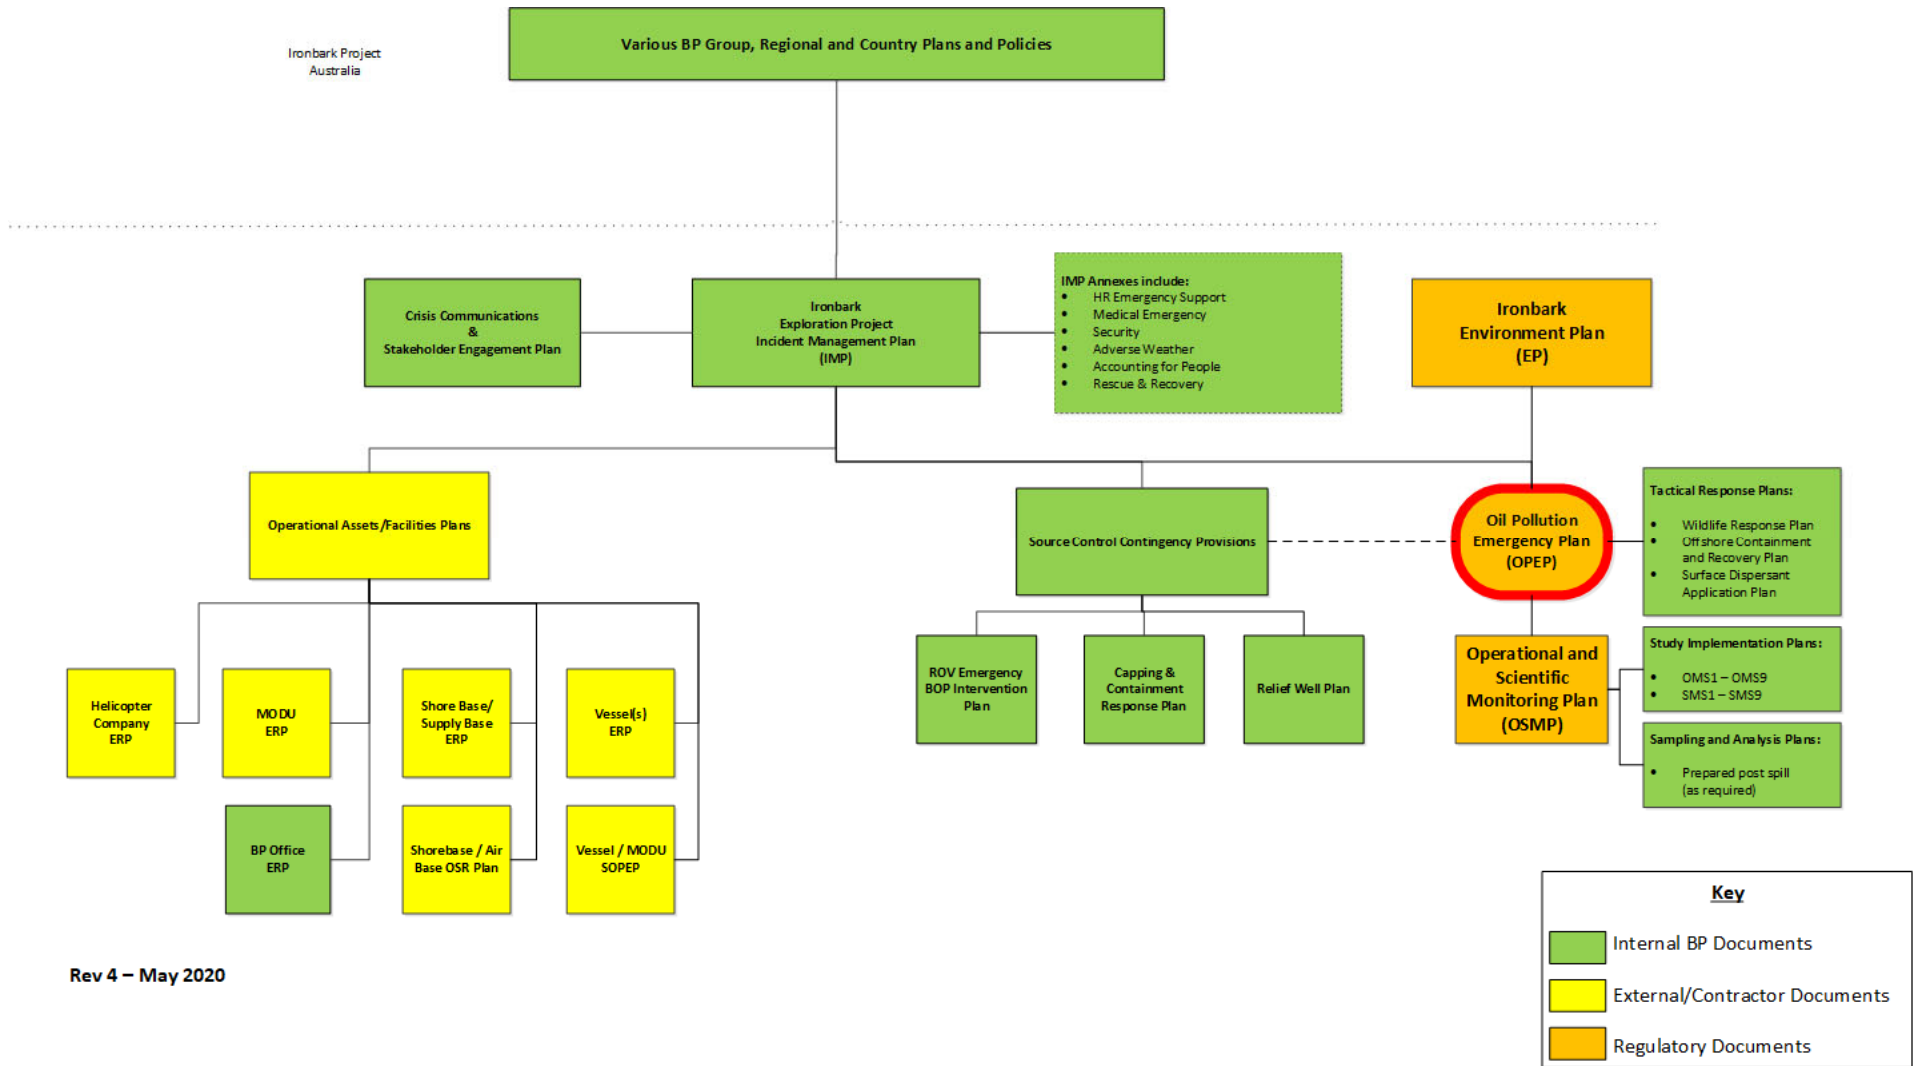 Ironbark Project
Australia
Various BP Group, Regional and Country Plans and Policies
Crisis Communications
&
Stakeholder Engagement Plan
Ironbark
Exploration Project
Incident Management Plan
(IMP)
IMP Annexes include:
• HR Emergency Support
• Medical Emergency
• Security
• Adverse Weather
• Accounting for People
• Rescue & Recovery
Ironbark
Environment Plan
(EP)
Operational Assets/Facilities Plans
Source Control Contingency Provisions
Oil Pollution
Emergency Plan
(OPEP)
Tactical Response Plans:
• Wildlife Response Plan
• Offshore Containment
and Recovery Plan
• Surface Dispersant
Application Plan
Helicopter
Company
ERP
MODU
ERP
Shore Base/
Supply Base
ERP
Vessel(s)
ERP
ROV Emergency
BOP Intervention
Plan
Capping &
Containment
Response Plan
Relief Well Plan
Operational and
Scientific
Monitoring Plan
(OSMP)
Study Implementation Plans:
• OMS1 – OMS9
• SMS1 – SMS9
Sampling and Analysis Plans:
• Prepared post spill
(as required)
BP Office
ERP
Shorebase / Air
Base OSR Plan
Vessel / MODU
SOPEP
Rev 4 – May 2020
Key
Internal BP Documents
External/Contractor Documents
Regulatory Documents